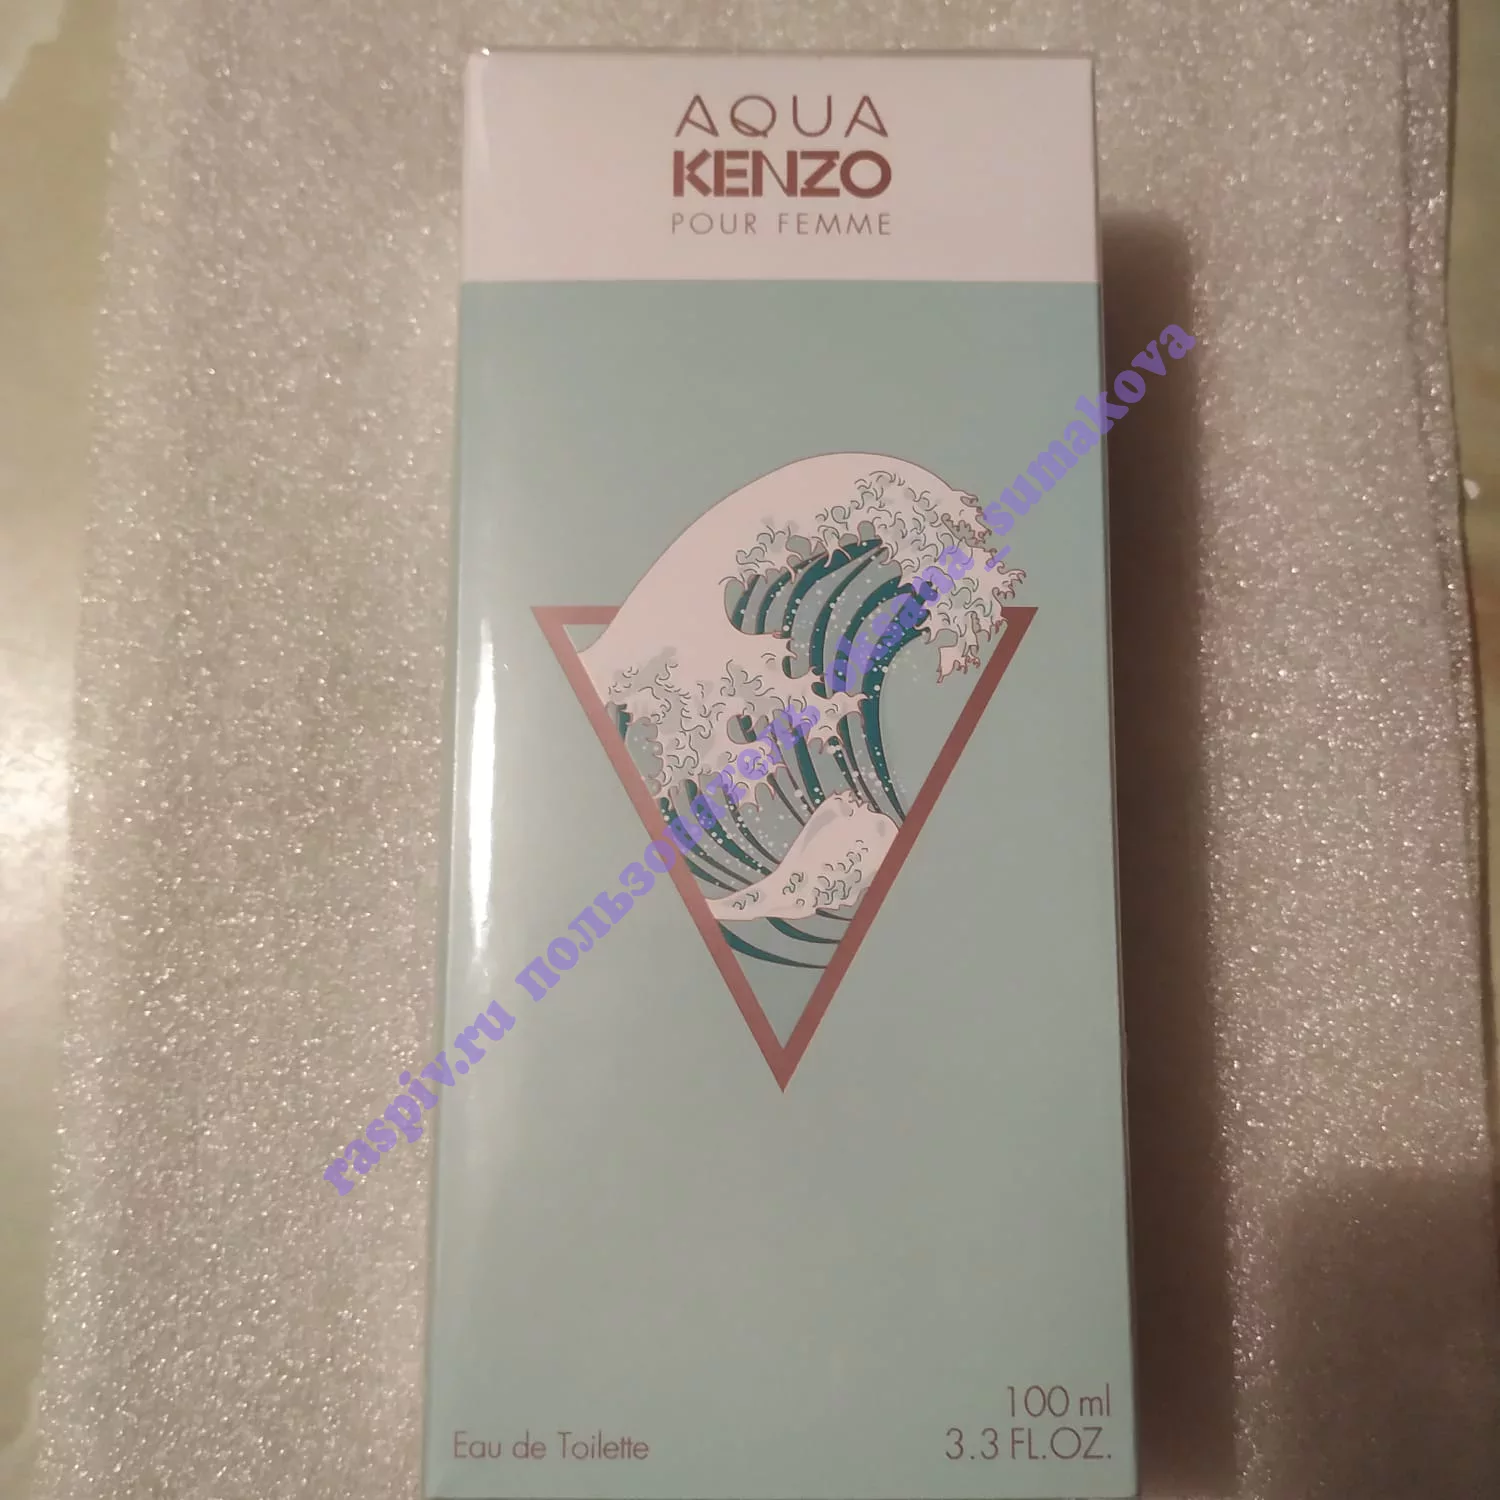 AQUA
KENZO
POUR FEMME
raspiv.ru пользователь oksana_sumakova
100 ml
Eau de Toilette
3.3 FL.OZ.